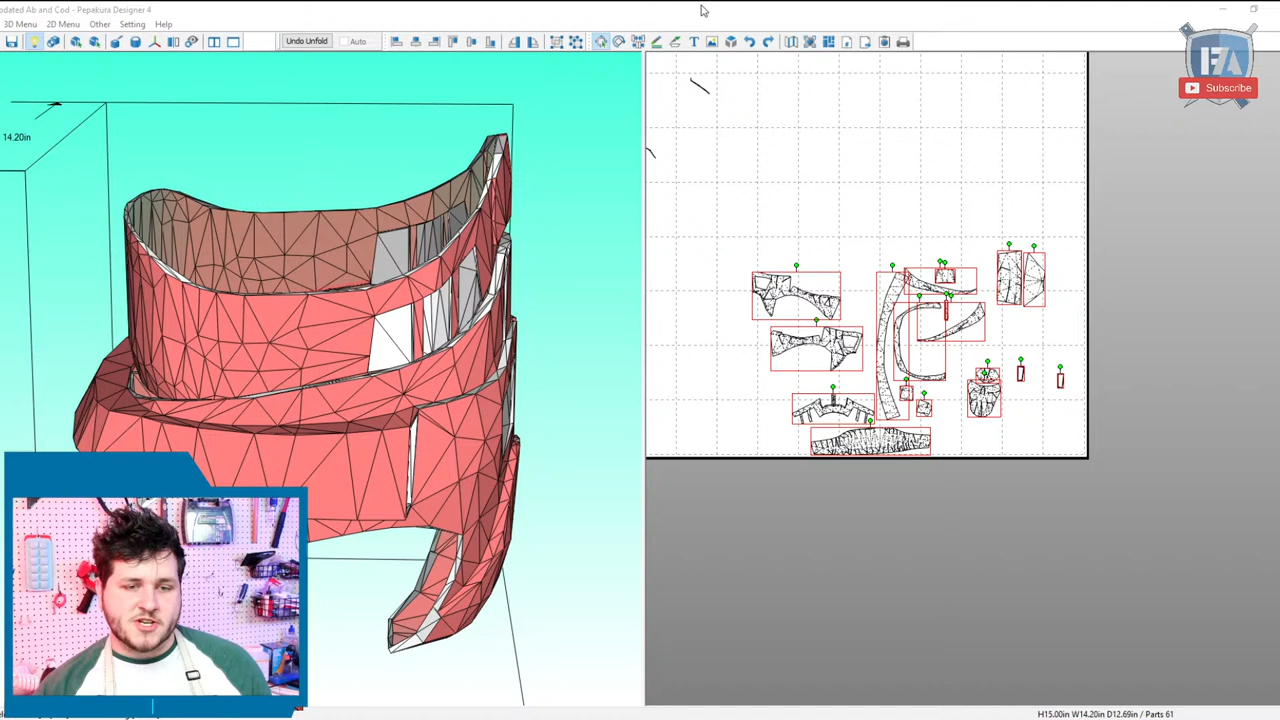 odated Ab and Cod - Pepakura Designer 4
3D Menu 2D Menu Other Setting Help
Undo Unfold Auto
14.20in
Subscribe
H15.00in W14.20in D12.69in / Parts 61